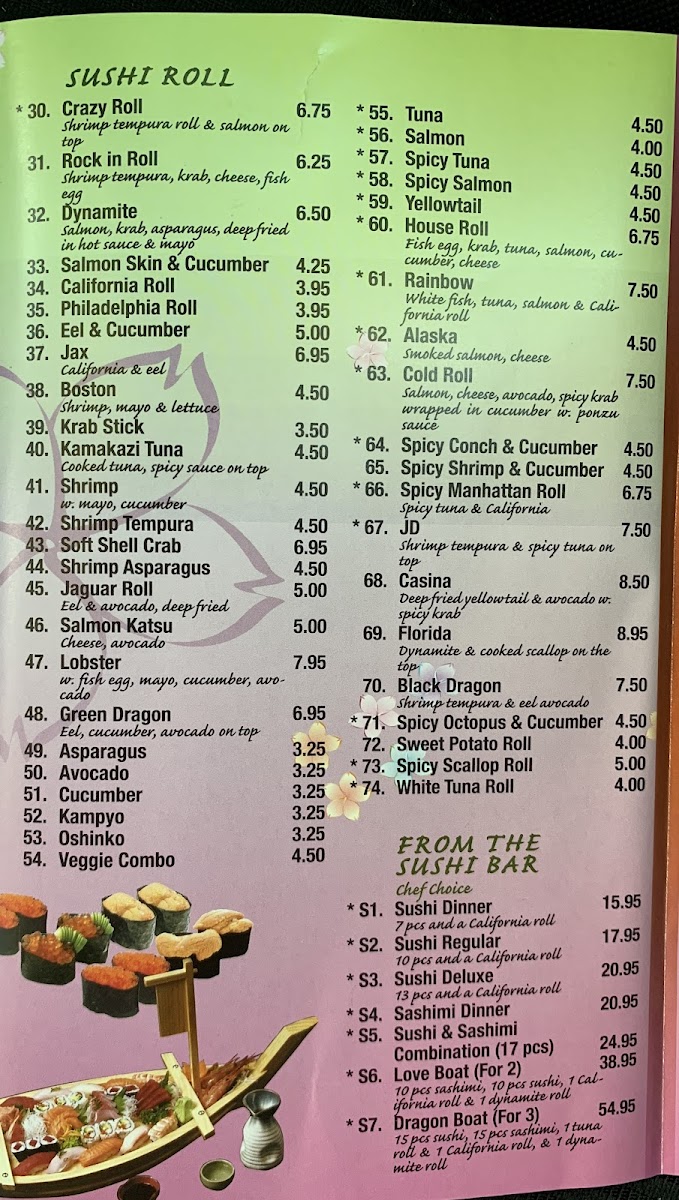 SUSHI ROLL
* 30. Crazy Roll 6.75
Shrimp tempura roll & salmon on
top
31. Rock in Roll 6.25
Shrimp tempura, krab, cheese, fish
egg
32. Dynamite 6.50
Salmon, krab, asparagus, deep fried
in hot sauce & mayo
33. Salmon Skin & Cucumber 4.25
34. California Roll 3.95
35. Philadelphia Roll 3.95
36. Eel & Cucumber 5.00
37. Jax 6.95
California & eel
38. Boston 4.50
Shrimp, mayo & lettuce
39. Krab Stick 3.50
40. Kamakazi Tuna 4.50
Cooked tuna, spicy sauce on top
41. Shrimp 4.50
w. mayo, cucumber
42. Shrimp Tempura 4.50
43. Soft Shell Crab 6.95
44. Shrimp Asparagus 4.50
45. Jaguar Roll 5.00
Eel & avocado, deep fried
46. Salmon Katsu 5.00
Cheese, avocado
47. Lobster 7.95
w. fish egg, mayo, cucumber, avo-
cado
48. Green Dragon 6.95
Eel, cucumber, avocado on top
49. Asparagus 3.25
50. Avocado 3.25
51. Cucumber 3.25
52. Kampyo 3.25
53. Oshinko 3.25
54. Veggie Combo 4.50
* 55. Tuna 4.50
* 56. Salmon 4.00
* 57. Spicy Tuna 4.50
* 58. Spicy Salmon 4.50
* 59. Yellowtail 4.50
* 60. House Roll 6.75
Fish egg, krab, tuna, salmon, cu-
cumber, cheese
* 61. Rainbow 7.50
White fish, tuna, salmon & Cali-
fornia roll
* 62. Alaska 4.50
Smoked salmon, cheese
* 63. Cold Roll 7.50
Salmon, cheese, avocado, spicy krab
wrapped in cucumber w. ponzu
sauce
* 64. Spicy Conch & Cucumber 4.50
65. Spicy Shrimp & Cucumber 4.50
* 66. Spicy Manhattan Roll 6.75
Spicy tuna & California
* 67. JD 7.50
Shrimp tempura & spicy tuna on
top
68. Casina 8.50
Deep fried yellowtail & avocado w.
spicy krab
69. Florida 8.95
Dynamite & cooked scallop on the
top
70. Black Dragon 7.50
Shrimp tempura & eel avocado
* 71. Spicy Octopus & Cucumber 4.50
72. Sweet Potato Roll 4.00
* 73. Spicy Scallop Roll 5.00
* 74. White Tuna Roll 4.00
FROM THE
SUSHI BAR
Chef Choice
* S1. Sushi Dinner 15.95
7 pcs and a California roll
* S2. Sushi Regular 17.95
10 pcs and a California roll
* S3. Sushi Deluxe 20.95
13 pcs and a California roll
* S4. Sashimi Dinner 20.95
* S5. Sushi & Sashimi
Combination (17 pcs) 24.95
* S6. Love Boat (For 2) 38.95
10 pcs sashimi, 10 pcs sushi, 1 Cal-
ifornia roll & 1 dynamite roll
* S7. Dragon Boat (For 3) 54.95
15 pcs sushi, 15 pcs sashimi, 1 tuna
roll & 1 California roll, & 1 dyna-
mite roll